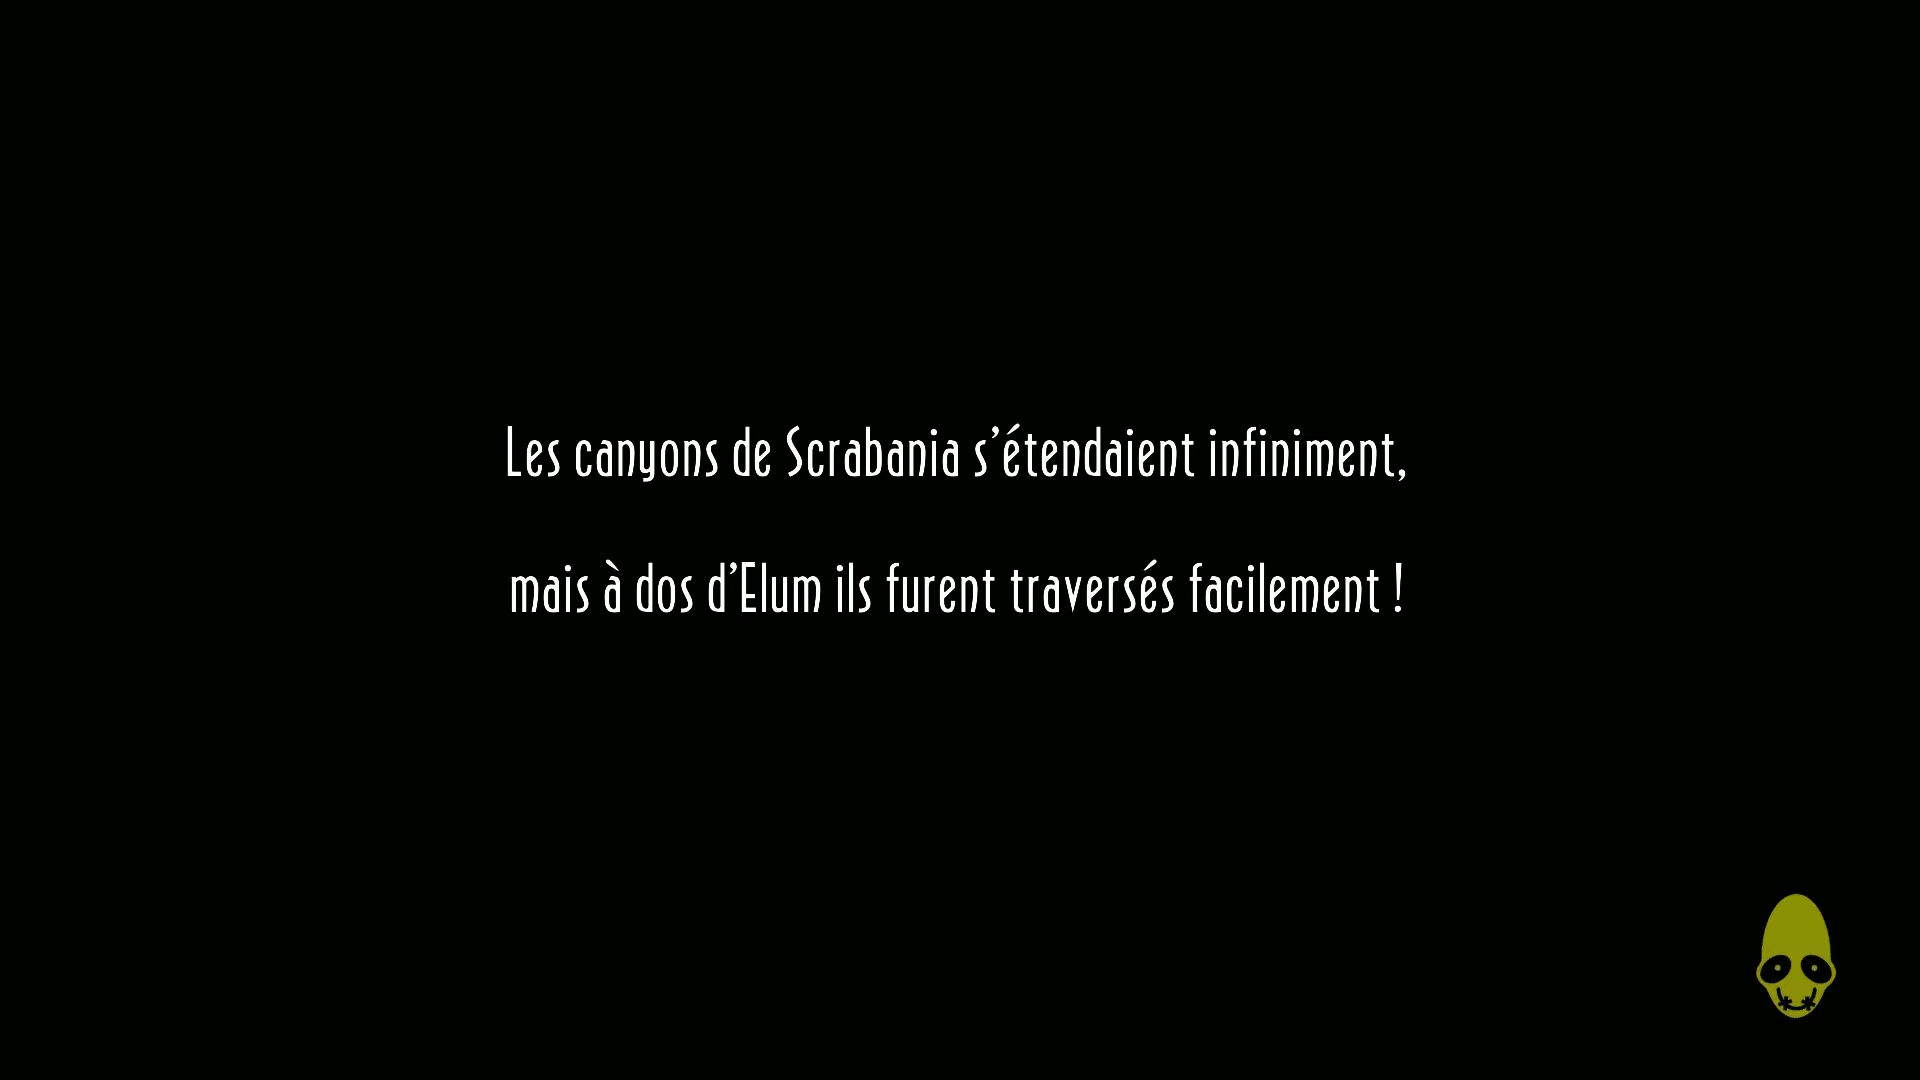 Les canyons de Scrabania s’étendaient infiniment,
mais à dos d’Elum ils furent traversés facilement !